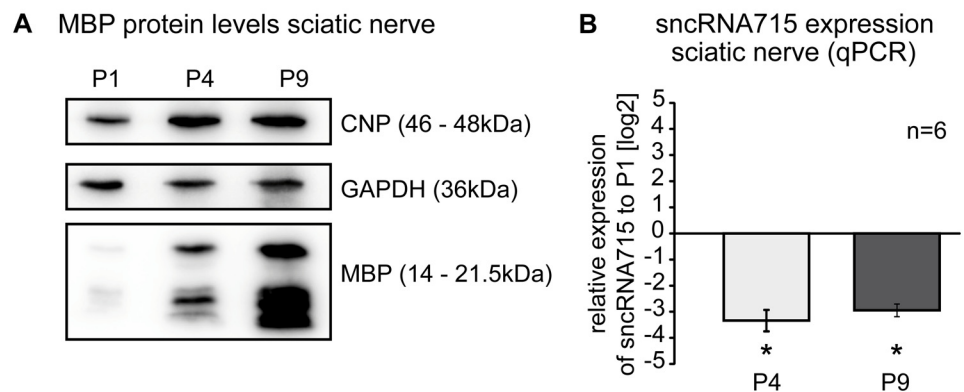 A MBP protein levels sciatic nerve
P1 P4 P9
CNP (46 - 48kDa)
GAPDH (36kDa)
MBP (14 - 21.5kDa)
B sncRNA715 expression
sciatic nerve (qPCR)
relative expression
of sncRNA715 to P1 [log2]
5
4
3
2
1
0
-1
-2
-3
-4
-5
n=6
* *
P4 P9